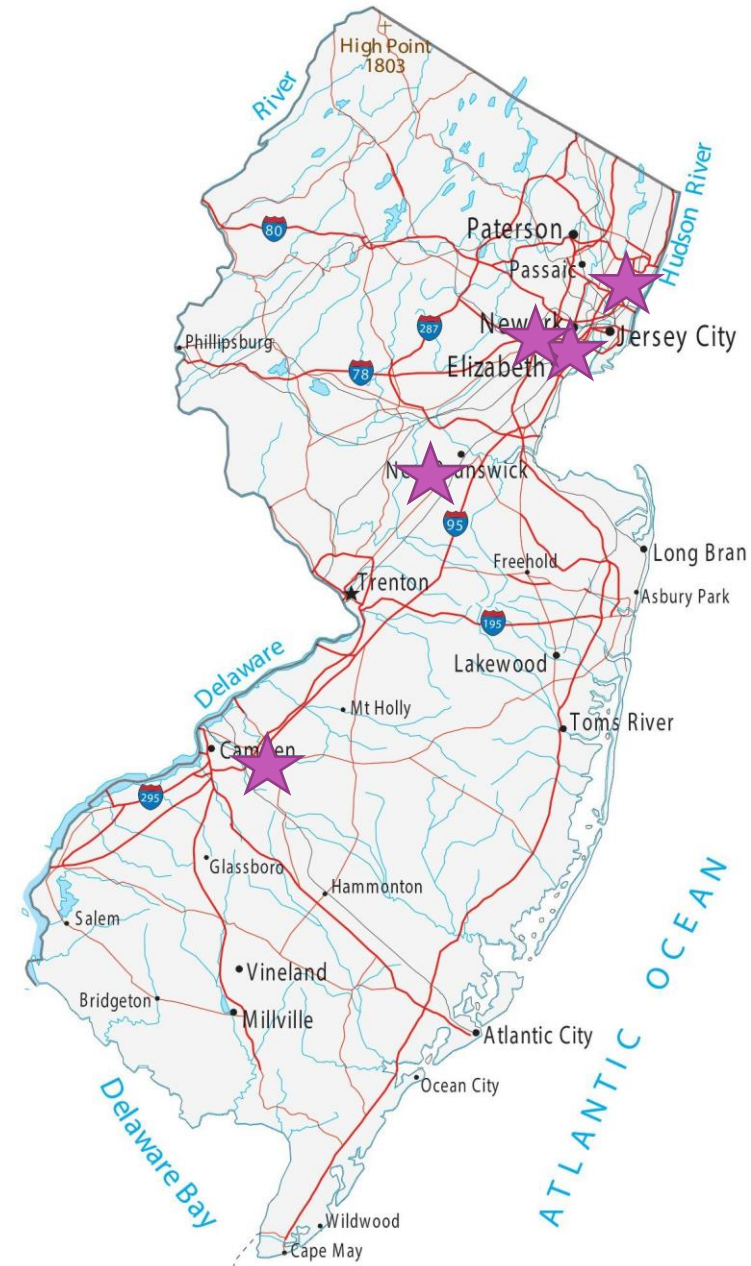 High Point
1803
River
Hudson River
80
Paterson
Passaic
287
Newark
Jersey City
Phillipsburg
78
Elizabeth
95
Long Bran
Freehold
Trenton
Asbury Park
195
Lakewood
Delaware
Mt Holly
Toms River
295
Glassboro
Hammonton
Salem
Vineland
Bridgeton
Millville
Atlantic City
Ocean City
ATLANTIC OCEAN
Delaware Bay
Wildwood
Cape May